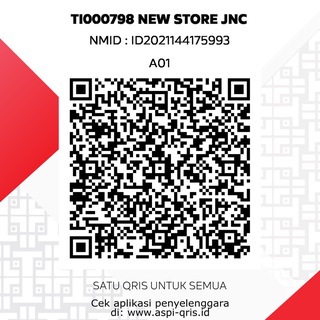 TI000798 NEW STORE JNC
NMID : ID2021144175993
A01
SATU QRIS UNTUK SEMUA
Cek aplikasi penyelenggara
di: www.aspi-qris.id